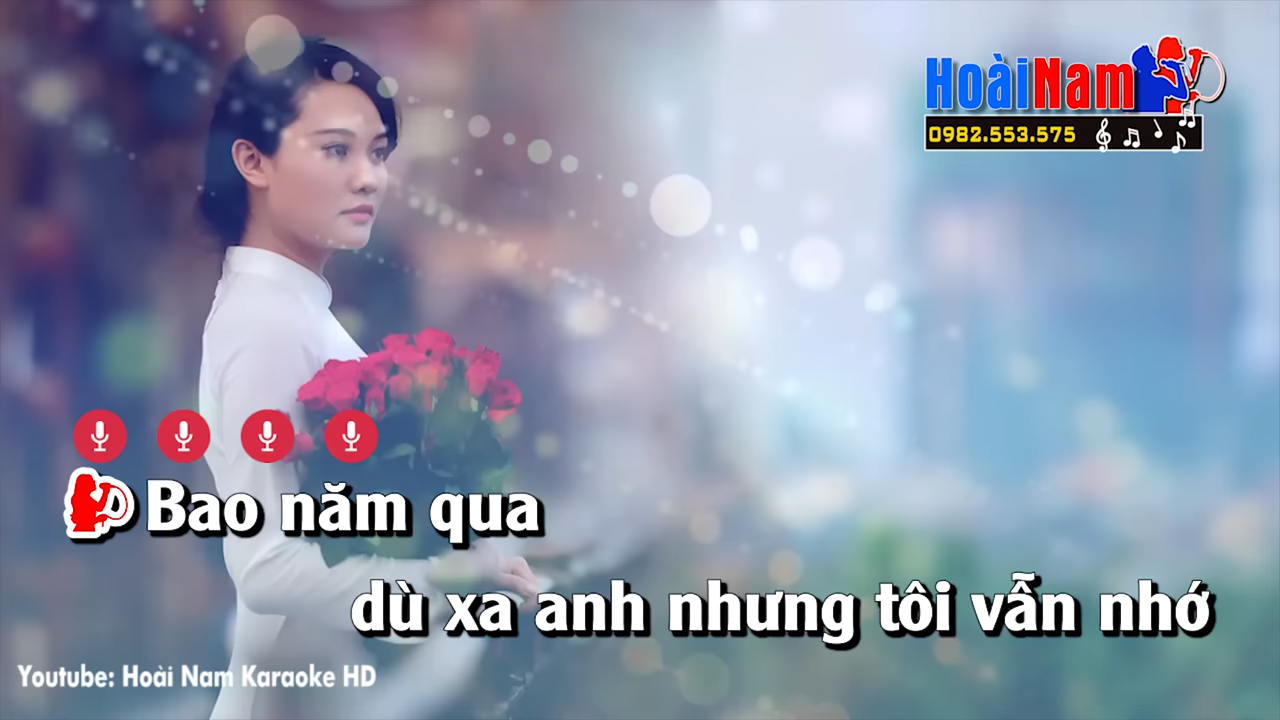 HoàiNam
0982.553.575
Bao năm qua
dù xa anh nhưng tôi vẫn nhớ
Youtube: Hoài Nam Karaoke HD